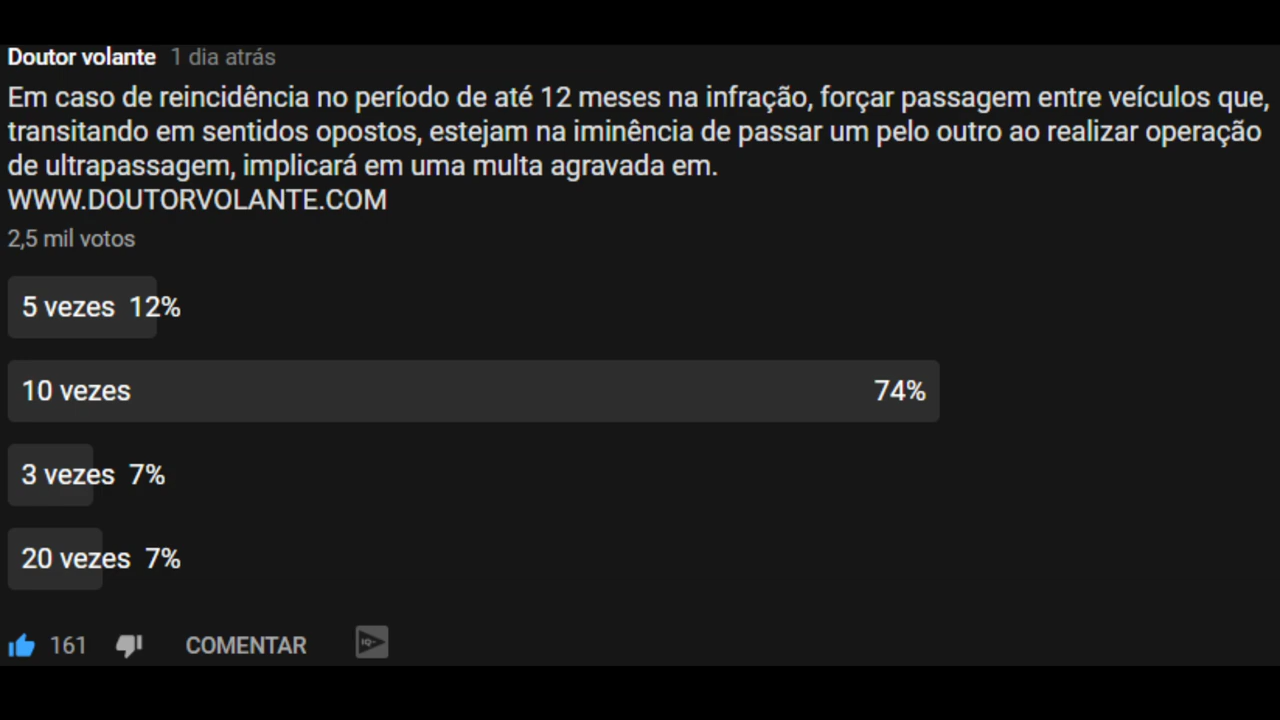 Doutor volante 1 dia atrás
Em caso de reincidência no período de até 12 meses na infração, forçar passagem entre veículos que,
transitando em sentidos opostos, estejam na iminência de passar um pelo outro ao realizar operação
de ultrapassagem, implicará em uma multa agravada em.
WWW.DOUTORVOLANTE.COM
2,5 mil votos
5 vezes 12%
10 vezes 74%
3 vezes 7%
20 vezes 7%
161 COMENTAR IQ